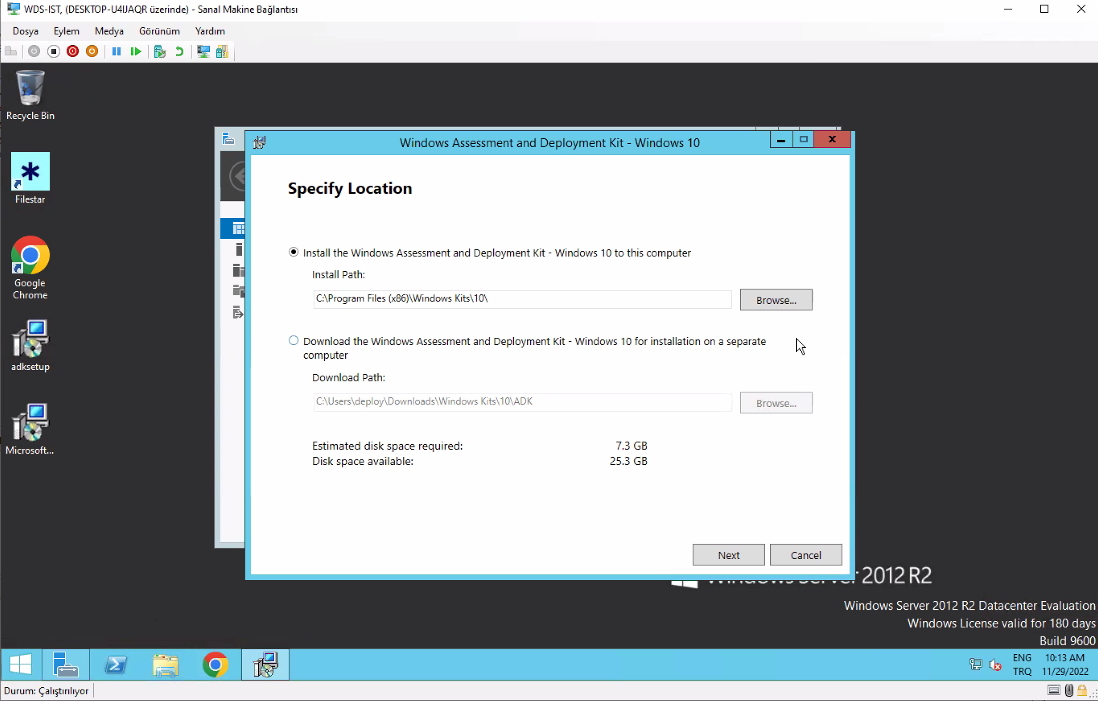 WDS-IST, (DESKTOP-U4IJAQR üzerinde) - Sanal Makine Bağlantısı
Dosya Eylem Medya Görünüm Yardım
Recycle Bin
Filestar
Google
Chrome
adksetup
Microsoft...
Windows Assessment and Deployment Kit - Windows 10
Specify Location
Install the Windows Assessment and Deployment Kit - Windows 10 to this computer
Install Path:
C:\Program Files (x86)\Windows Kits\10\
Browse...
Download the Windows Assessment and Deployment Kit - Windows 10 for installation on a separate
computer
Download Path:
C:\Users\deploy\Downloads\Windows Kits\10\ADK
Browse...
Estimated disk space required: 7.3 GB
Disk space available: 25.3 GB
Next Cancel
Windows Server 2012 R2
Windows Server 2012 R2 Datacenter Evaluation
Windows License valid for 180 days
Build 9600
ENG 10:13 AM
TRQ 11/29/2022
Durum: Çalıştırılıyor